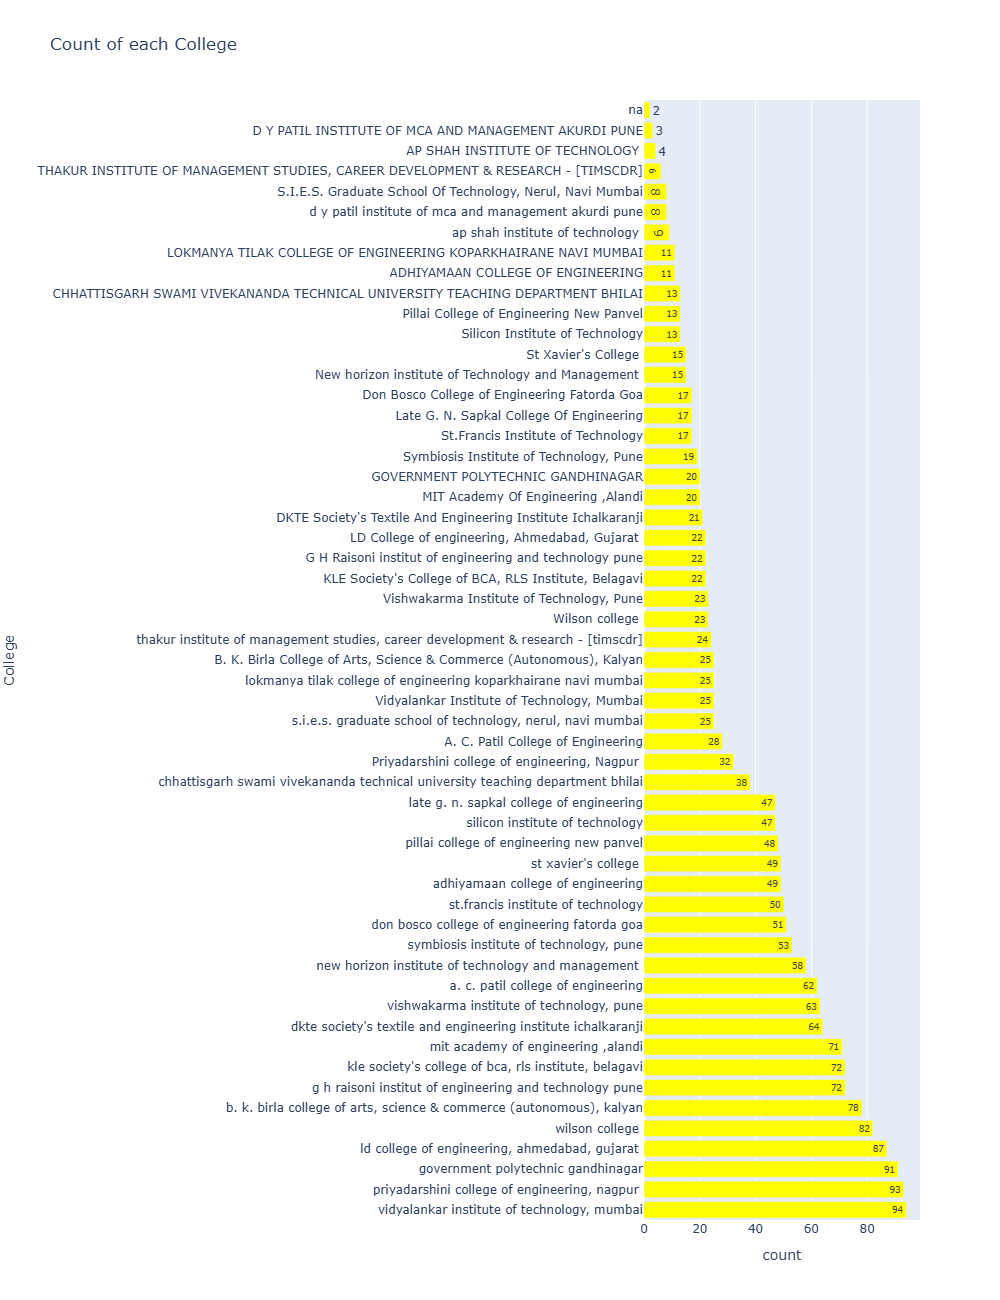 Count of each College
na 2
D Y PATIL INSTITUTE OF MCA AND MANAGEMENT AKURDI PUNE 3
AP SHAH INSTITUTE OF TECHNOLOGY 4
THAKUR INSTITUTE OF MANAGEMENT STUDIES, CAREER DEVELOPMENT & RESEARCH - [TIMSCDR] 6
S.I.E.S. Graduate School Of Technology, Nerul, Navi Mumbai 8
d y patil institute of mca and management akurdi pune 8
ap shah institute of technology 9
LOKMANYA TILAK COLLEGE OF ENGINEERING KOPARKHAIRANE NAVI MUMBAI 11
ADHIYAMAAN COLLEGE OF ENGINEERING 11
CHHATTISGARH SWAMI VIVEKANANDA TECHNICAL UNIVERSITY TEACHING DEPARTMENT BHILAI 13
Pillai College of Engineering New Panvel 13
Silicon Institute of Technology 13
St Xavier's College 15
New horizon institute of Technology and Management 15
Don Bosco College of Engineering Fatorda Goa 17
Late G. N. Sapkal College Of Engineering 17
St.Francis Institute of Technology 17
Symbiosis Institute of Technology, Pune 19
GOVERNMENT POLYTECHNIC GANDHINAGAR 20
MIT Academy Of Engineering ,Alandi 20
DKTE Society's Textile And Engineering Institute Ichalkaranji 21
LD College of engineering, Ahmedabad, Gujarat 22
G H Raisoni institut of engineering and technology pune 22
KLE Society's College of BCA, RLS Institute, Belagavi 22
Vishwakarma Institute of Technology, Pune 23
Wilson college 23
thakur institute of management studies, career development & research - [timscdr] 24
B. K. Birla College of Arts, Science & Commerce (Autonomous), Kalyan 25
lokmanya tilak college of engineering koparkhairane navi mumbai 25
Vidyalankar Institute of Technology, Mumbai 25
s.i.e.s. graduate school of technology, nerul, navi mumbai 25
A. C. Patil College of Engineering 28
Priyadarshini college of engineering, Nagpur 32
chhattisgarh swami vivekananda technical university teaching department bhilai 38
late g. n. sapkal college of engineering 47
silicon institute of technology 47
pillai college of engineering new panvel 48
st xavier's college 49
adhiyamaan college of engineering 49
st.francis institute of technology 50
don bosco college of engineering fatorda goa 51
symbiosis institute of technology, pune 53
new horizon institute of technology and management 58
a. c. patil college of engineering 62
vishwakarma institute of technology, pune 63
dkte society's textile and engineering institute ichalkaranji 64
mit academy of engineering ,alandi 71
kle society's college of bca, rls institute, belagavi 72
g h raisoni institut of engineering and technology pune 72
b. k. birla college of arts, science & commerce (autonomous), kalyan 78
wilson college 82
ld college of engineering, ahmedabad, gujarat 87
government polytechnic gandhinagar 91
priyadarshini college of engineering, nagpur 93
vidyalankar institute of technology, mumbai 94
0 20 40 60 80
count
College